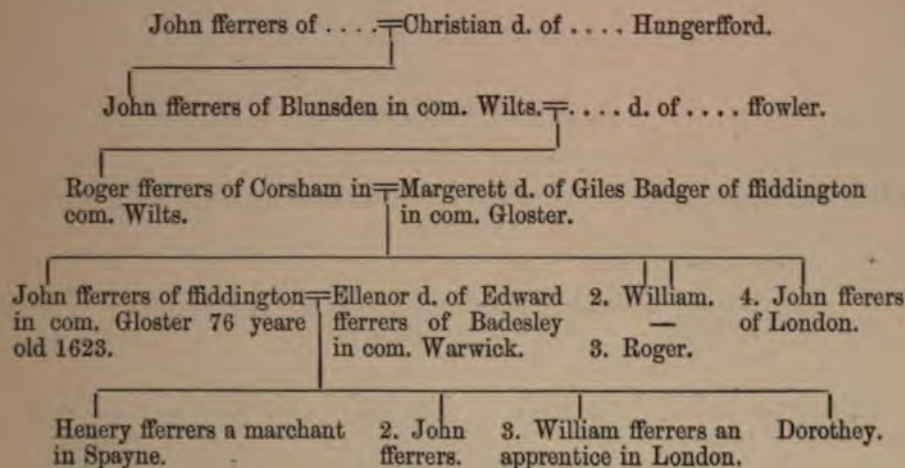 John fferrers of . . . . Christian d. of . . . . Hungerfford.
John fferrers of Blunsden in com. Wilts. . . . . d. of . . . . ffowler.
Roger fferrers of Corsham in
com. Wilts.
Margerett d. of Giles Badger of ffiddington
in com. Gloster.
John fferrers of ffiddington
in com. Gloster 76 yeare
old 1623.
Ellenor d. of Edward
fferrers of Badesley
in com. Warwick.
2. William.
—
3. Roger.
4. John fferers
of London.
Henery fferrers a marchant
in Spayne.
2. John
fferrers.
3. William fferrers an
apprentice in London.
Dorothey.